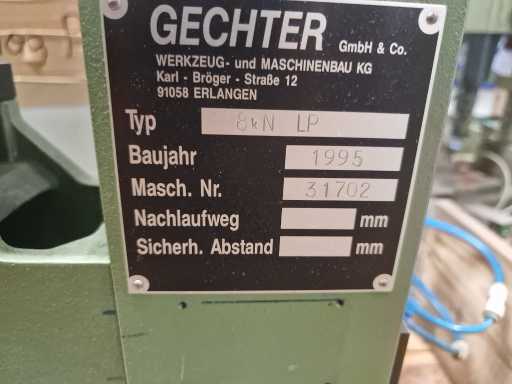 GECHTER GmbH & Co.
WERKZEUG- und MASCHINENBAU KG
Karl - Bröger - Straße 12
91058 ERLANGEN
Typ 8kN LP
Baujahr 1995
Masch. Nr. 31702
Nachlaufweg mm
Sicherh. Abstand mm